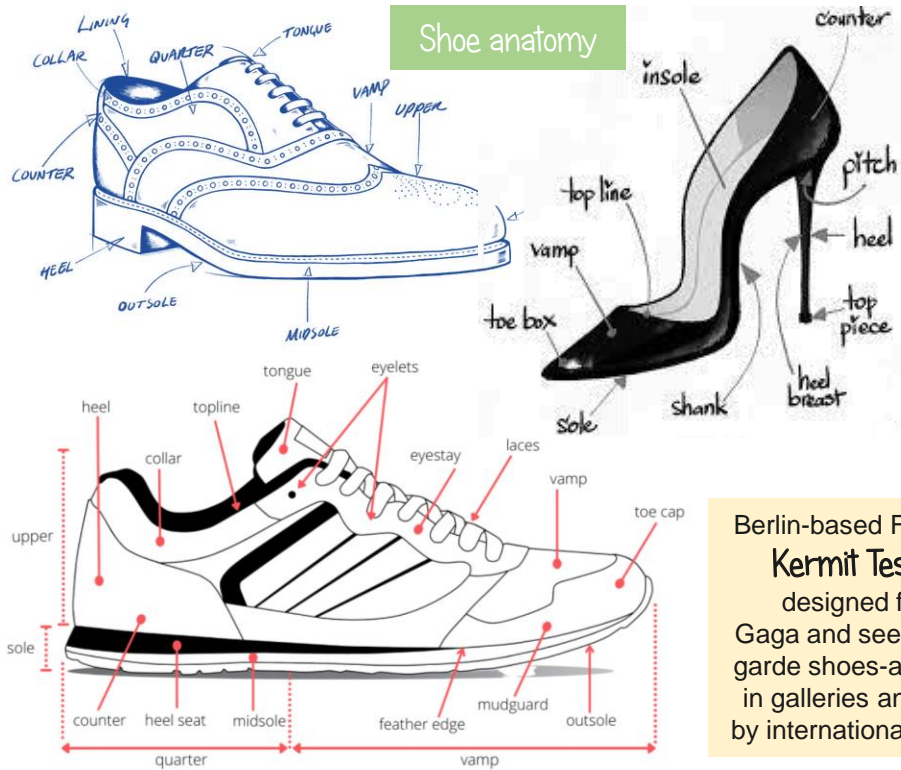 Shoe anatomy
LINING
COLLAR
QUARTER
TONGUE
VAMP
UPPER
COUNTER
HEEL
OUTSOLE
MIDSOLE
counter
insole
pitch
top line
heel
vamp
toe box
top
piece
heel
breast
shank
sole
tongue
eyelets
heel
topline
laces
collar
eyestay
vamp
toe cap
upper
sole
counter
heel seat
midsole
feather edge
mudguard
outsole
quarter
vamp
Berlin-based F
Kermit Tes
designed f
Gaga and see
garde shoes-a
in galleries an
by international